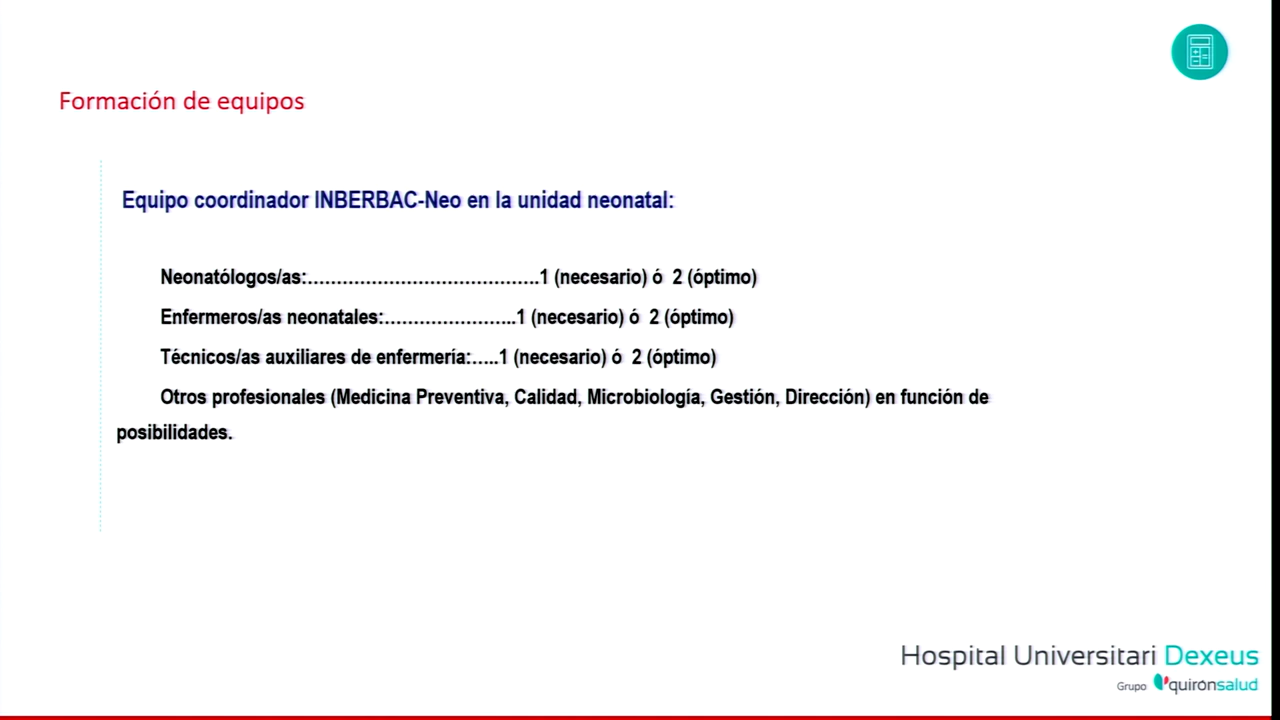 Formación de equipos
Equipo coordinador INBERBAC-Neo en la unidad neonatal:
Neonatólogos/as:………………………………….1 (necesario) ó  2 (óptimo)
Enfermeros/as neonatales:…………………..1 (necesario) ó  2 (óptimo)
Técnicos/as auxiliares de enfermería:…..1 (necesario) ó  2 (óptimo)
Otros profesionales (Medicina Preventiva, Calidad, Microbiología, Gestión, Dirección) en función de
posibilidades.
Hospital Universitari Dexeus
Grupo quirónsalud